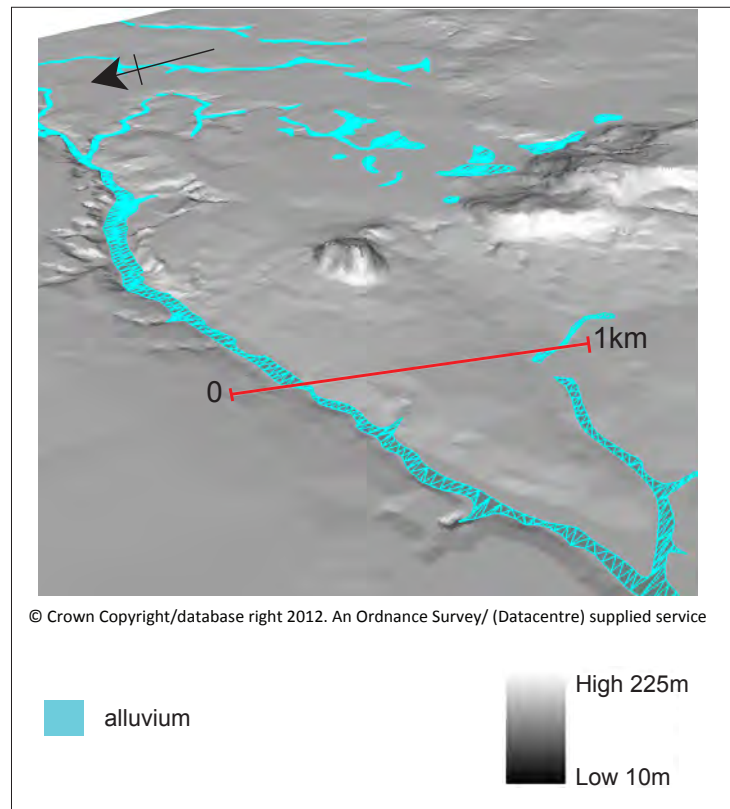 0
1km
© Crown Copyright/database right 2012. An Ordnance Survey/ (Datacentre) supplied service
alluvium
High 225m
Low 10m